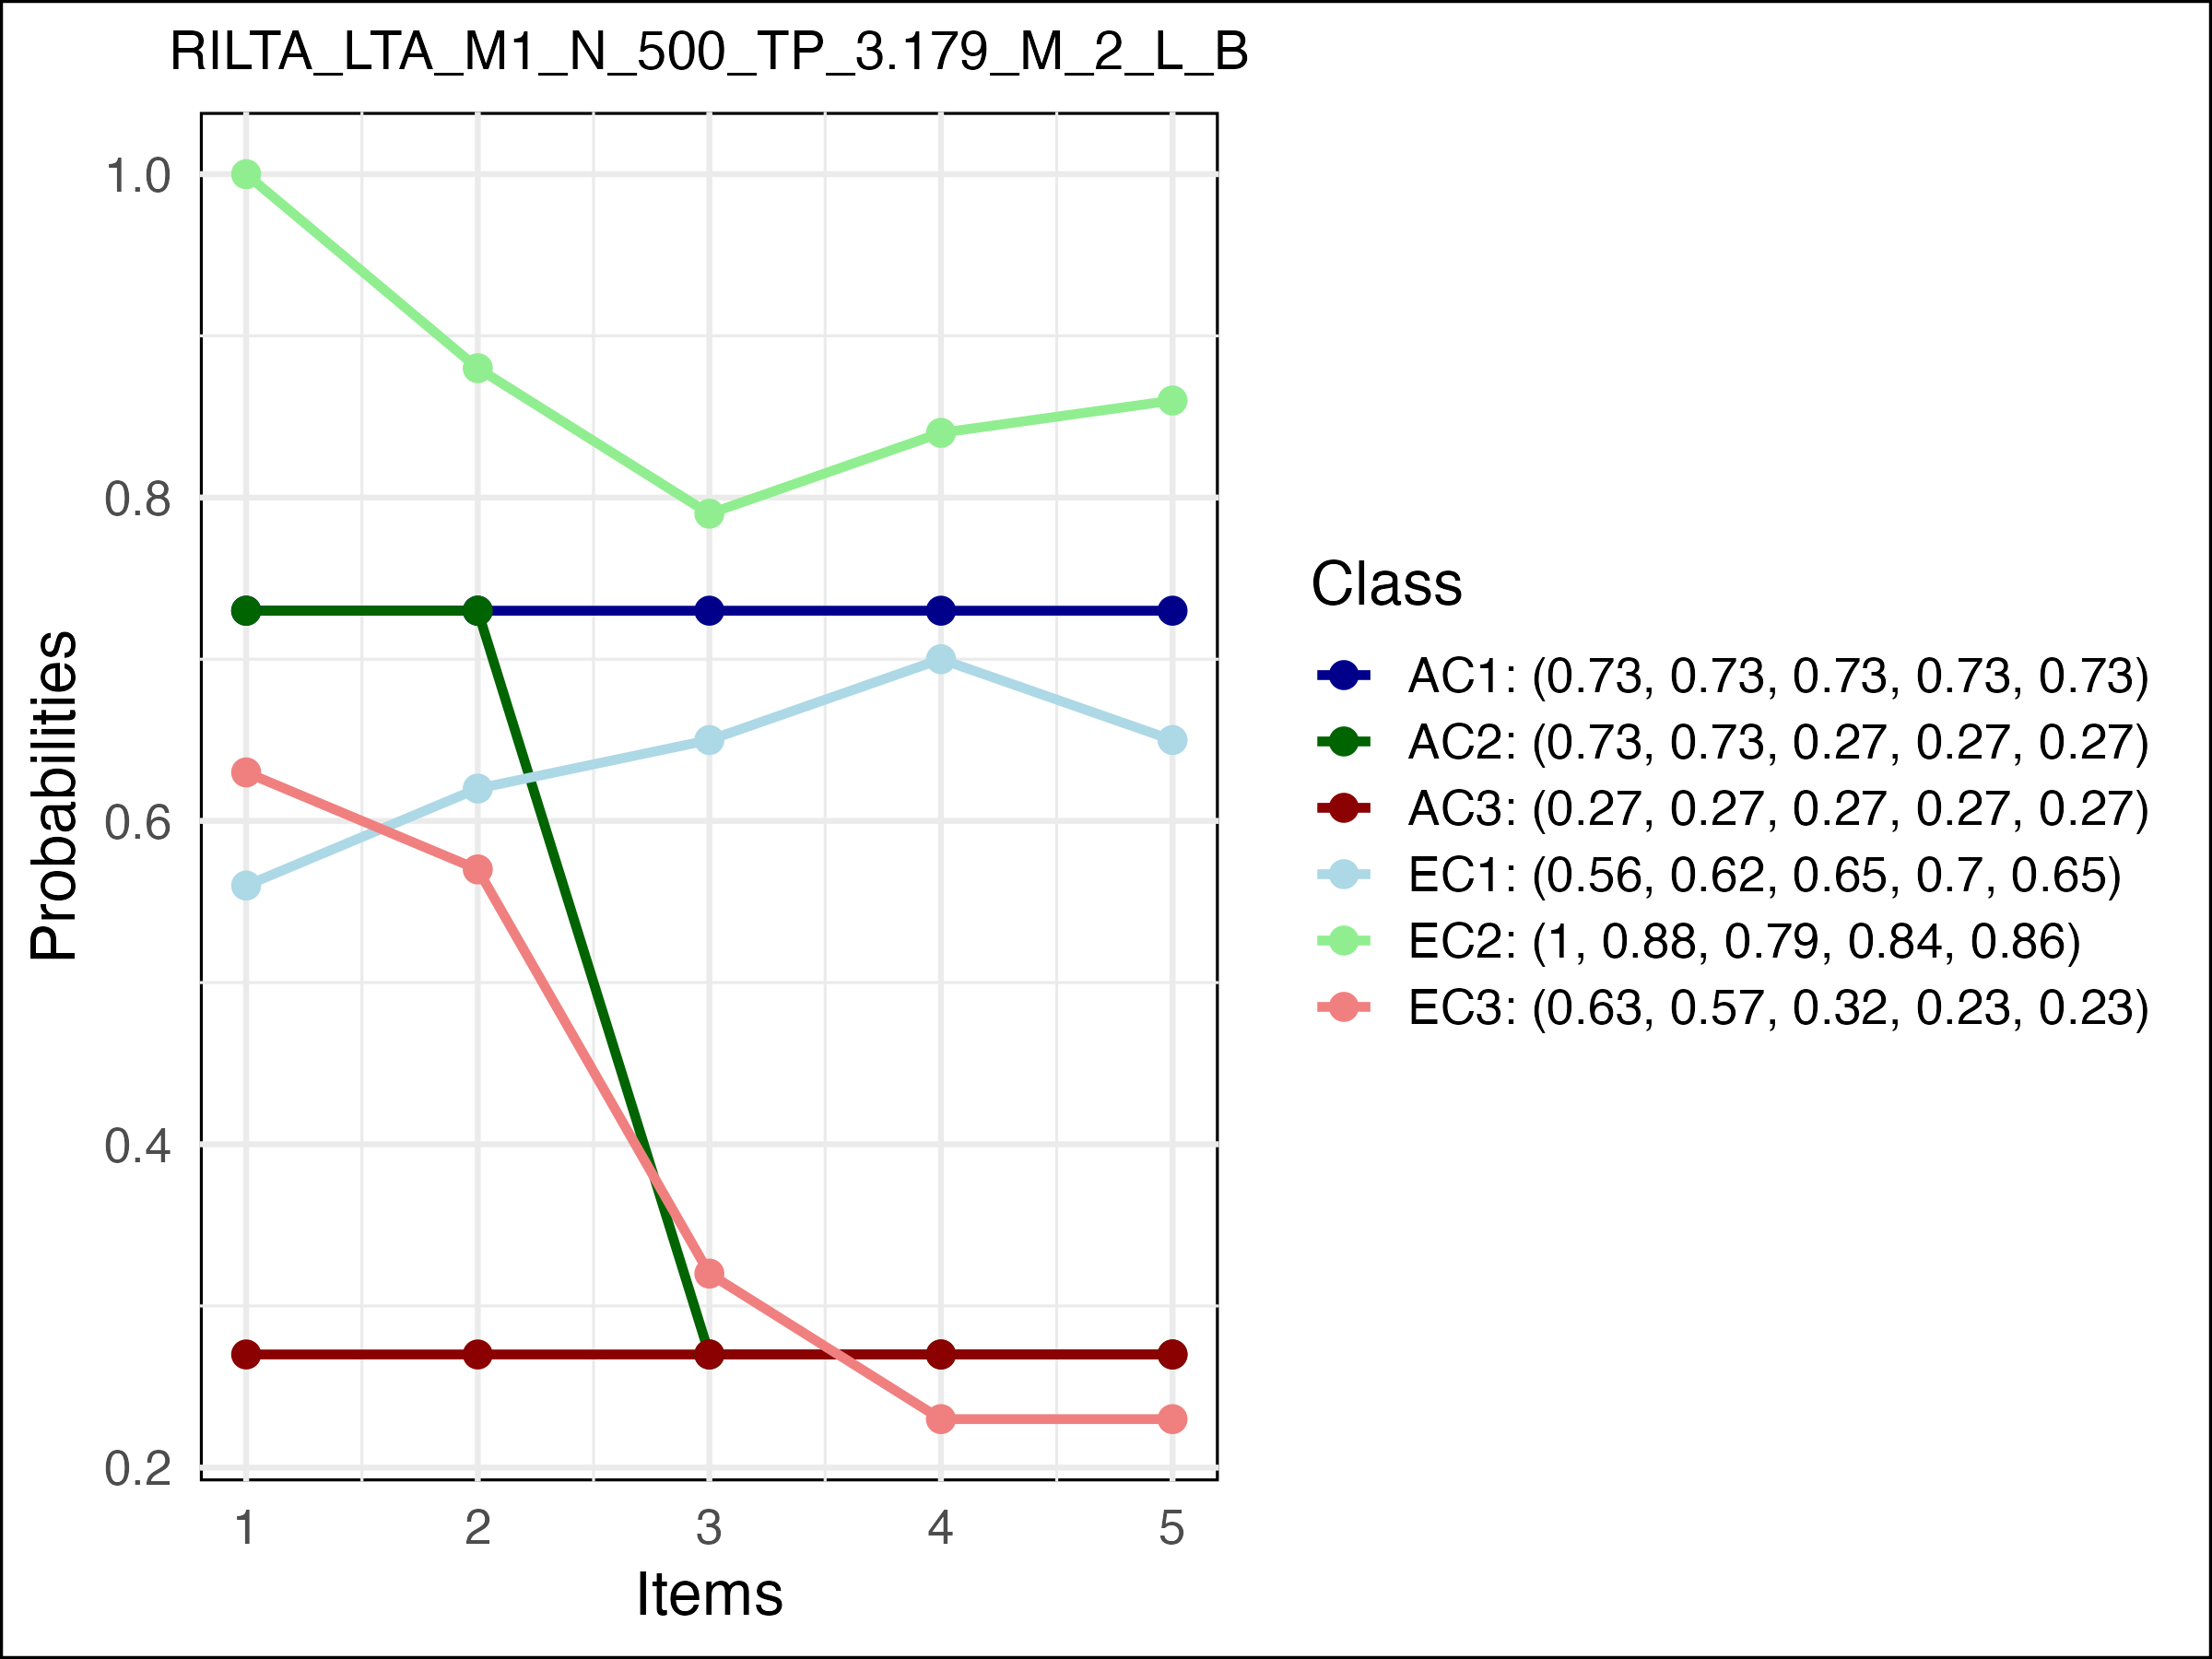 RILTA_LTA_M1_N_500_TP_3.179_M_2_L_B
1.0
0.8
0.6
0.4
0.2
Probabilities
1 2 3 4 5
Items
Class
AC1: (0.73, 0.73, 0.73, 0.73, 0.73)
AC2: (0.73, 0.73, 0.27, 0.27, 0.27)
AC3: (0.27, 0.27, 0.27, 0.27, 0.27)
EC1: (0.56, 0.62, 0.65, 0.7, 0.65)
EC2: (1, 0.88, 0.79, 0.84, 0.86)
EC3: (0.63, 0.57, 0.32, 0.23, 0.23)